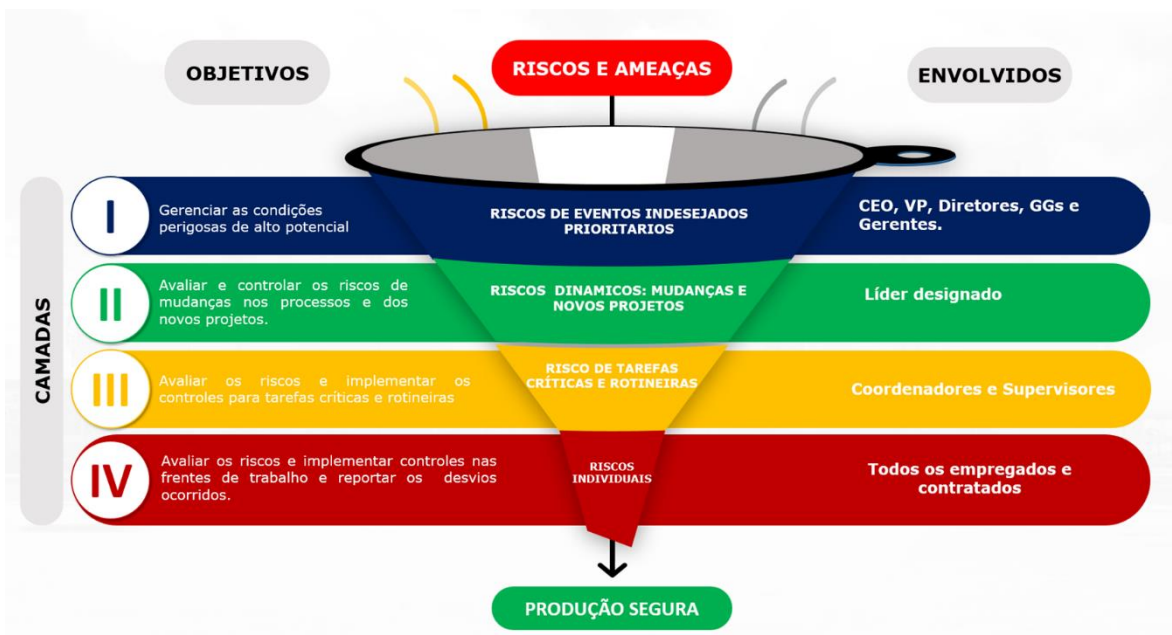 OBJETIVOS
RISCOS E AMEAÇAS
ENVOLVIDOS
CAMADAS
I
Gerenciar as condições
perigosas de alto potencial
RISCOS DE EVENTOS INDESEJADOS
PRIORITARIOS
CEO, VP, Diretores, GGs e
Gerentes.
II
Avaliar e controlar os riscos de
mudanças nos processos e dos
novos projetos.
RISCOS DINAMICOS: MUDANÇAS E
NOVOS PROJETOS
Líder designado
III
Avaliar os riscos e implementar os
controles para tarefas críticas e rotineiras
RISCO DE TAREFAS
CRÍTICAS E ROTINEIRAS
Coordenadores e Supervisores
IV
Avaliar os riscos e implementar controles nas
frentes de trabalho e reportar os desvios
ocorridos.
RISCOS
INDIVIDUAIS
Todos os empregados e
contratados
PRODUÇÃO SEGURA